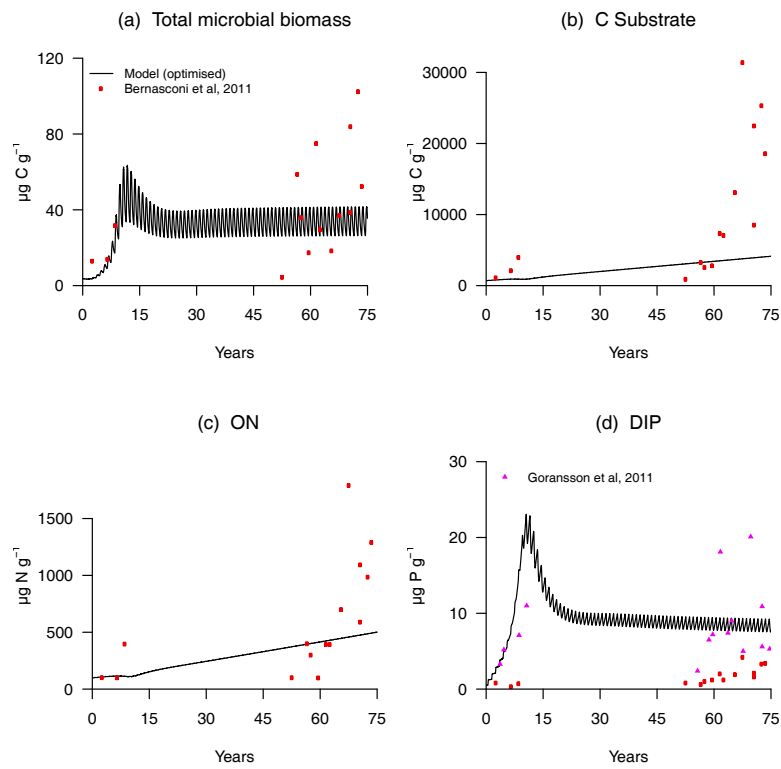 (a) Total microbial biomass
120
80
40
0
µg C g⁻¹
Model (optimised)
Bernasconi et al, 2011
0 15 30 45 60 75
Years
(b) C Substrate
30000
20000
10000
0
µg C g⁻¹
0 15 30 45 60 75
Years
(c) ON
1500
1000
500
0
µg N g⁻¹
0 15 30 45 60 75
Years
(d) DIP
30
20
10
0
µg P g⁻¹
Goransson et al, 2011
0 15 30 45 60 75
Years